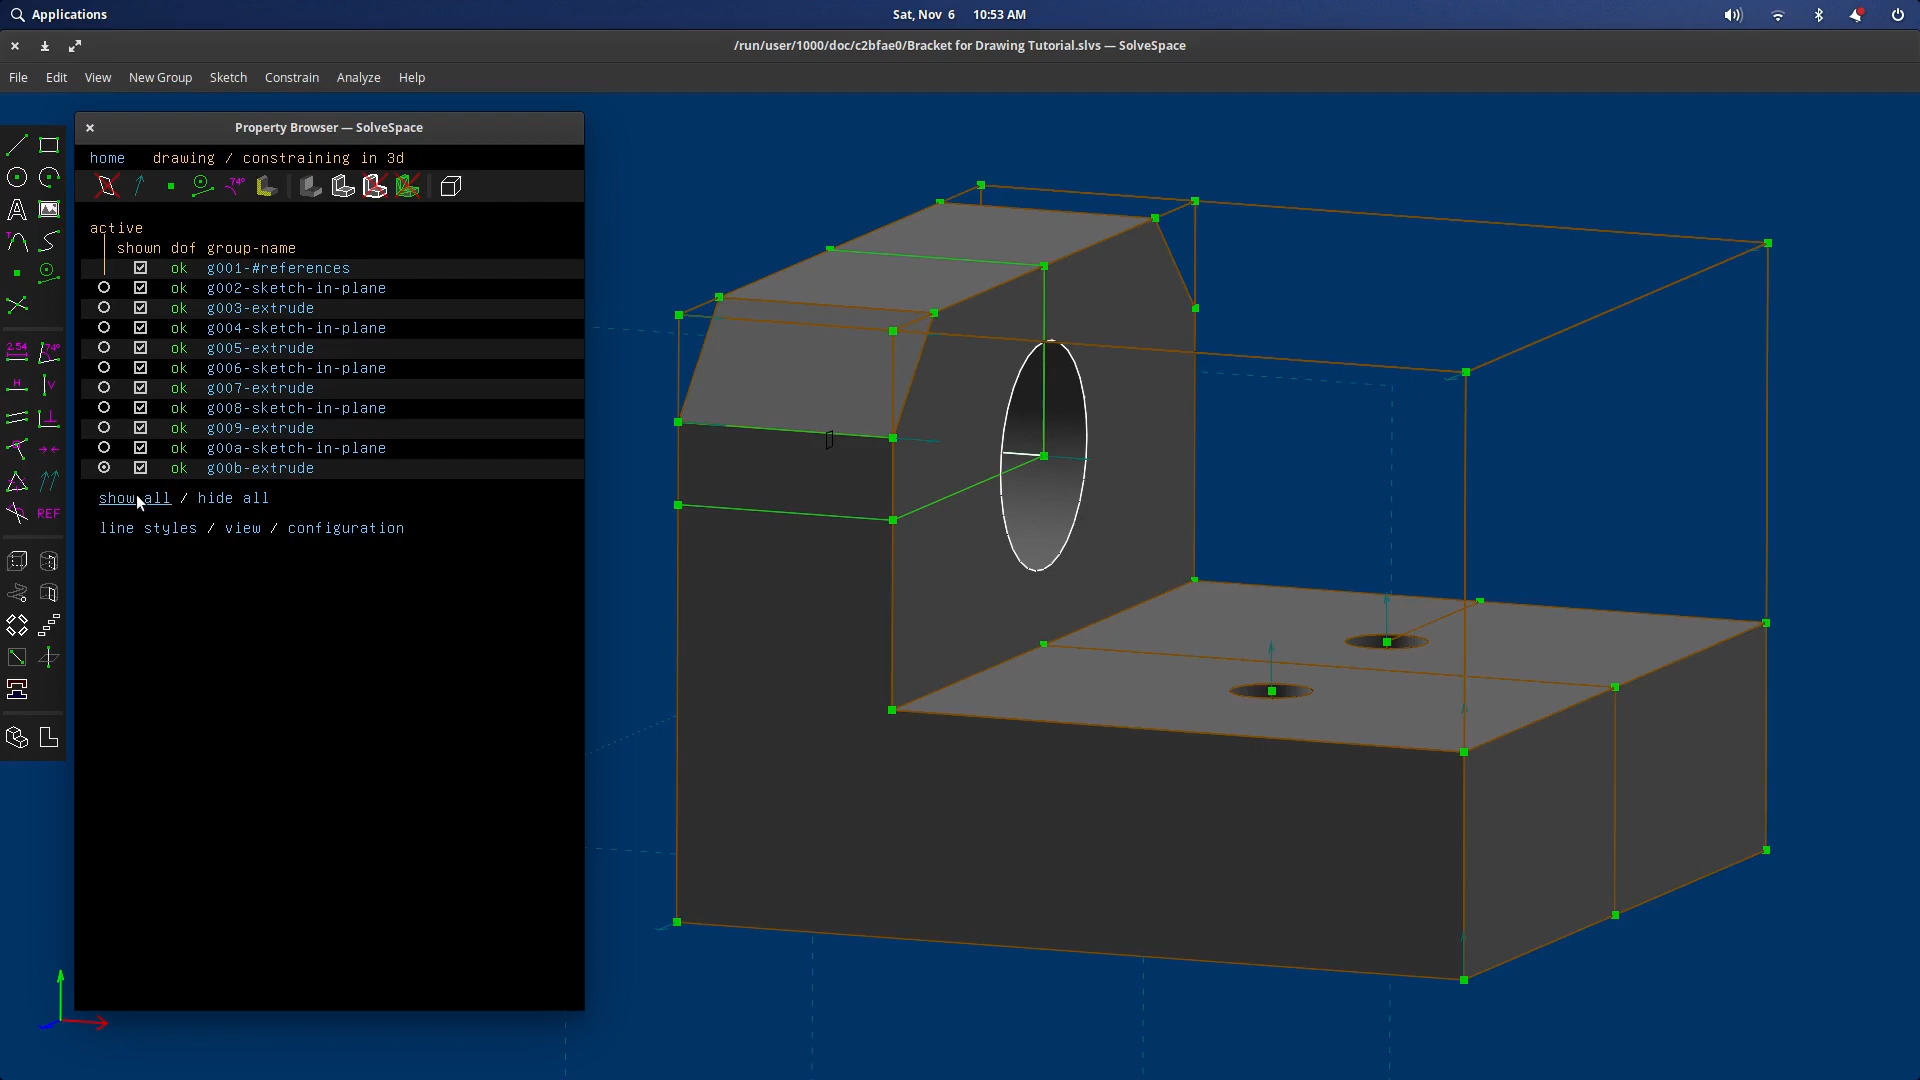 Applications
Sat, Nov 6 10:53 AM
/run/user/1000/doc/c2bfae0/Bracket for Drawing Tutorial.slvs — SolveSpace
File Edit View New Group Sketch Constrain Analyze Help
Property Browser — SolveSpace
home drawing / constraining in 3d
74°
active
shown dof group-name
ok g001-#references
ok g002-sketch-in-plane
ok g003-extrude
ok g004-sketch-in-plane
ok g005-extrude
ok g006-sketch-in-plane
ok g007-extrude
ok g008-sketch-in-plane
ok g009-extrude
ok g00a-sketch-in-plane
ok g00b-extrude
show all / hide all
line styles / view / configuration
2.54 74°
H V
REF